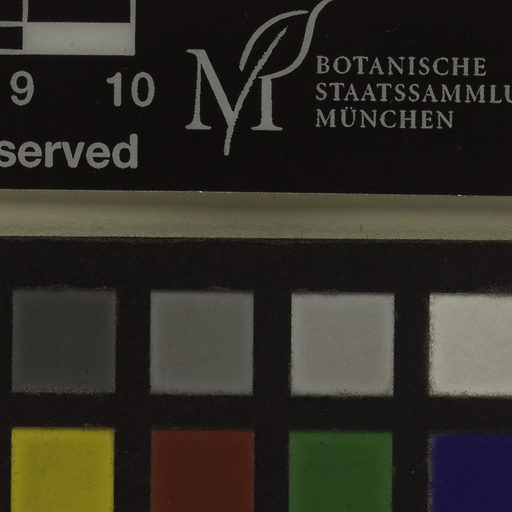 9 10
served
M
BOTANISCHE
STAATSSAMMLU
MÜNCHEN